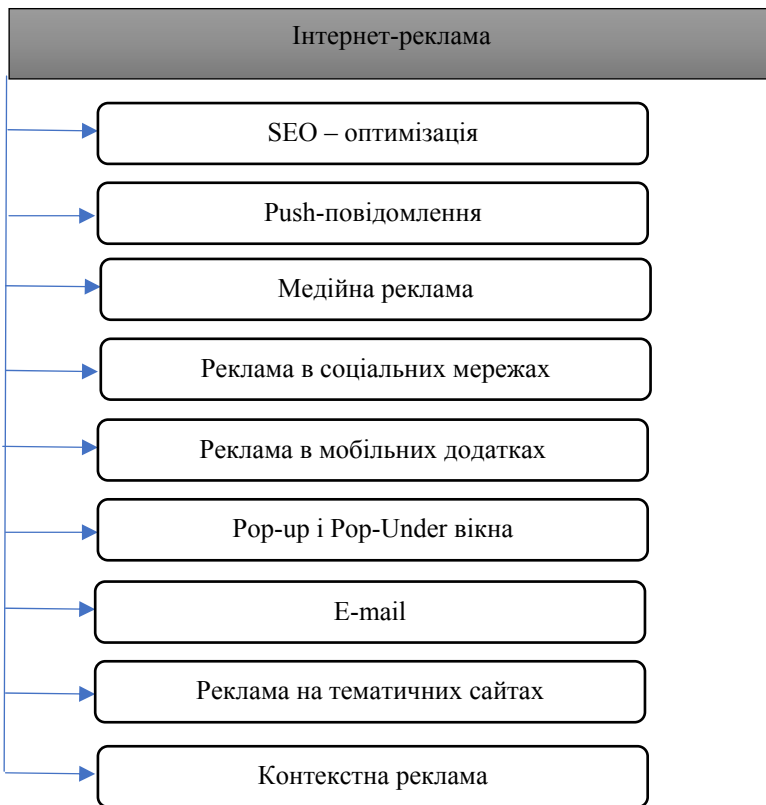 Інтернет-реклама
SEO – оптимізація
Push-повідомлення
Медійна реклама
Реклама в соціальних мережах
Реклама в мобільних додатках
Pop-up і Pop-Under вікна
E-mail
Реклама на тематичних сайтах
Контекстна реклама